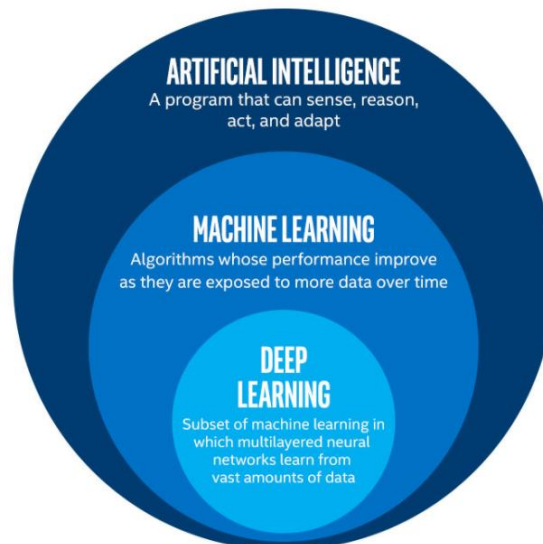 ARTIFICIAL INTELLIGENCE
A program that can sense, reason,
act, and adapt
MACHINE LEARNING
Algorithms whose performance improve
as they are exposed to more data over time
DEEP
LEARNING
Subset of machine learning in
which multilayered neural
networks learn from
vast amounts of data